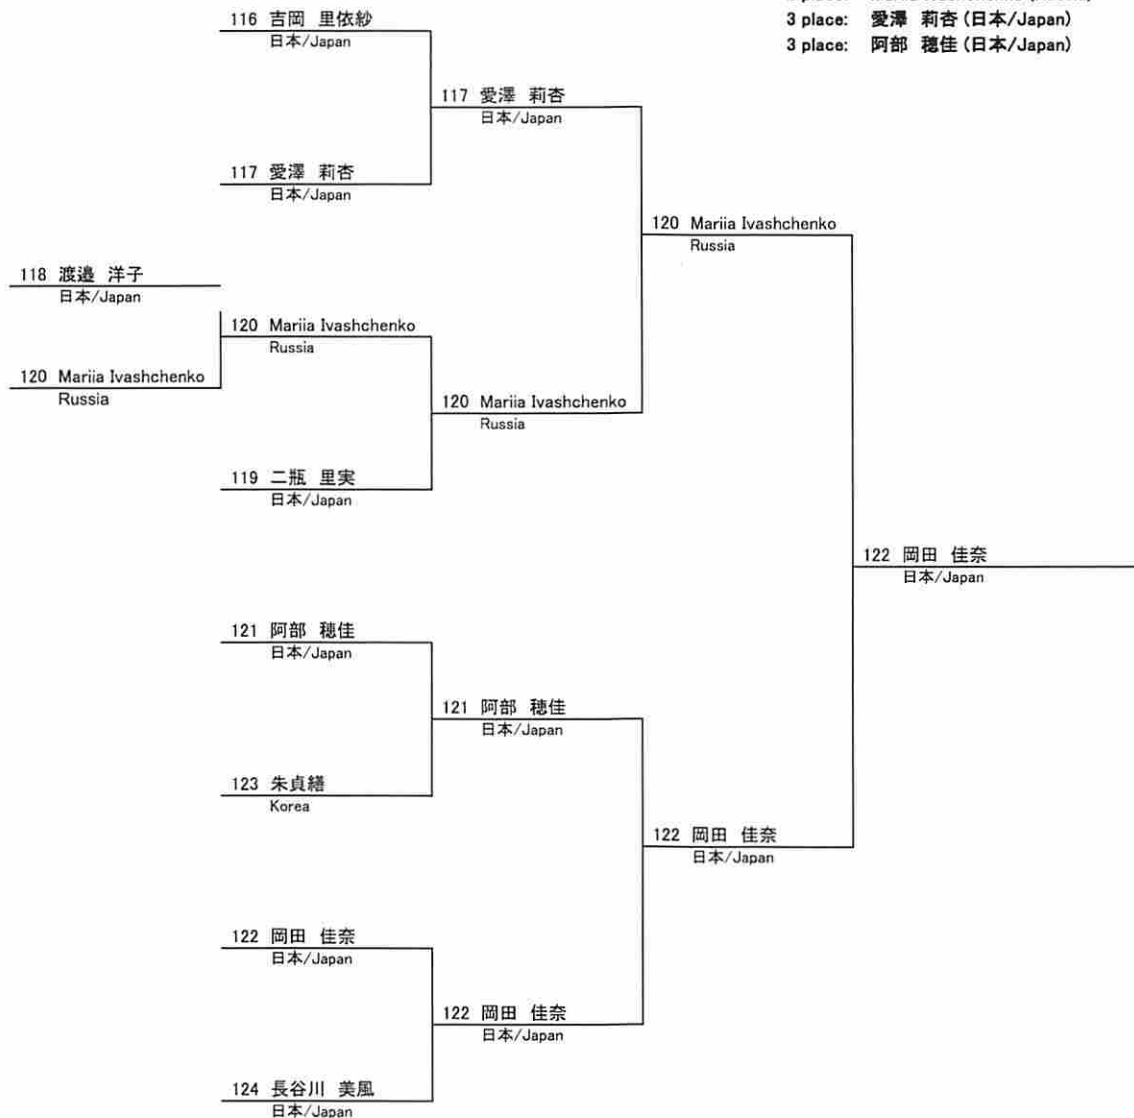 3 place: 愛澤 莉杏 (日本/Japan)
3 place: 阿部 穂佳 (日本/Japan)
116 吉岡 里依紗
日本/Japan
117 愛澤 莉杏
日本/Japan
117 愛澤 莉杏
日本/Japan
120 Mariia Ivashchenko
Russia
118 渡邉 洋子
日本/Japan
120 Mariia Ivashchenko
Russia
120 Mariia Ivashchenko
Russia
120 Mariia Ivashchenko
Russia
119 二瓶 里実
日本/Japan
122 岡田 佳奈
日本/Japan
121 阿部 穂佳
日本/Japan
121 阿部 穂佳
日本/Japan
123 朱貞繕
Korea
122 岡田 佳奈
日本/Japan
122 岡田 佳奈
日本/Japan
122 岡田 佳奈
日本/Japan
124 長谷川 美風
日本/Japan